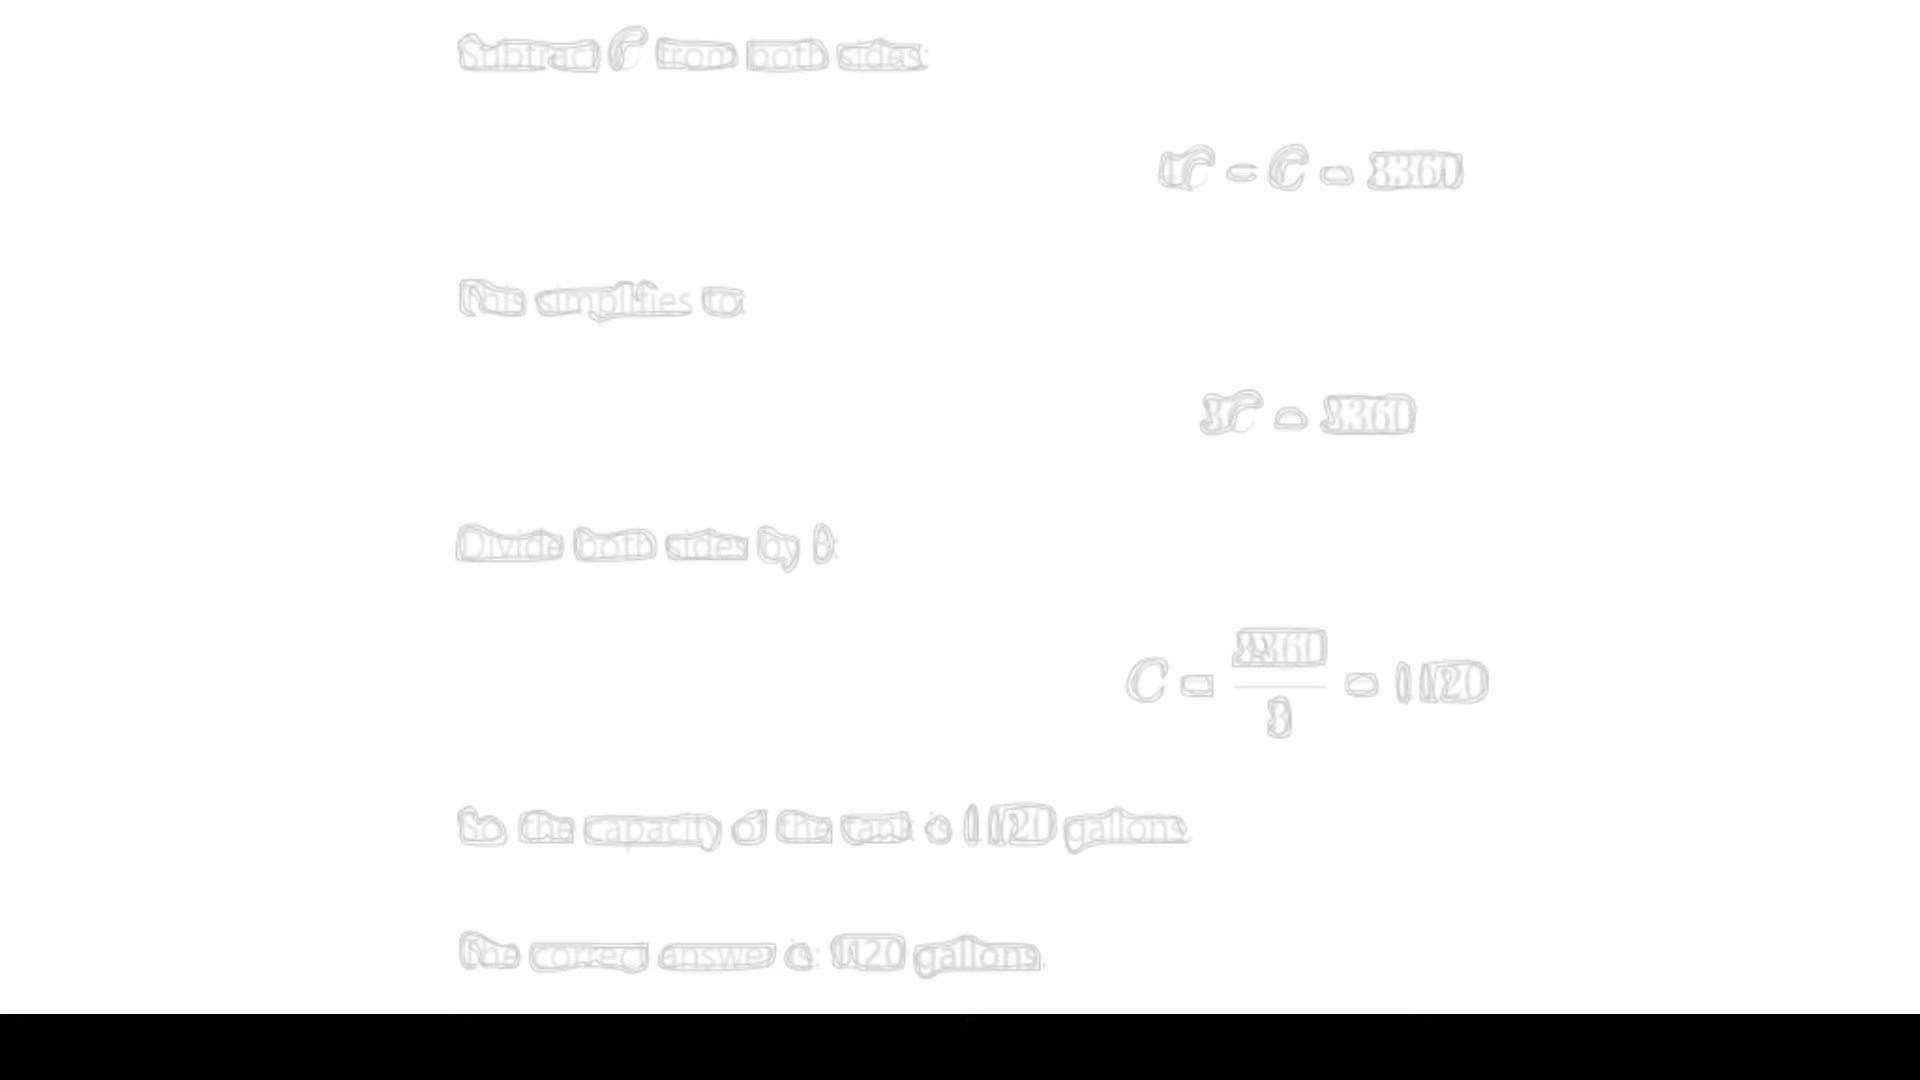 Subtract C from both sides:
4C − C = 3360
This simplifies to:
3C = 3360
Divide both sides by 3:
C = 3360 / 3 = 1120
So the capacity of the tank is 1120 gallons.
The correct answer is: 1120 gallons.